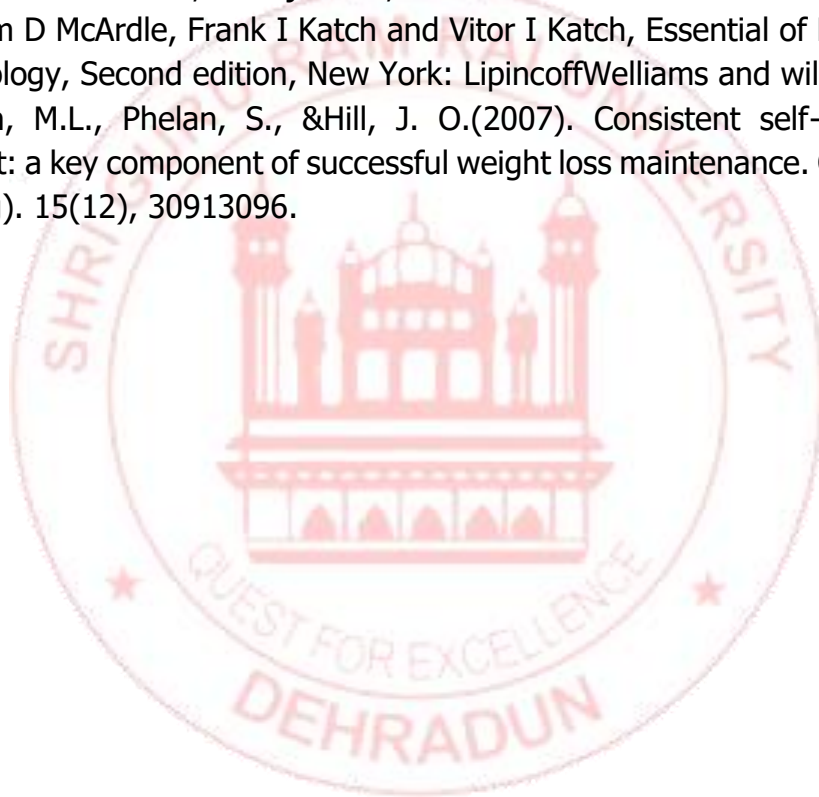 m D McArdle, Frank I Katch and Vitor I Katch, Essential of
ology, Second edition, New York: LipincoffWelliams and wil
, M.L., Phelan, S., &Hill, J. O.(2007). Consistent self-
t: a key component of successful weight loss maintenance.
). 15(12), 30913096.
SHRI GURU RAM RAI UNIVERSITY
QUEST FOR EXCELLENCE
DEHRADUN